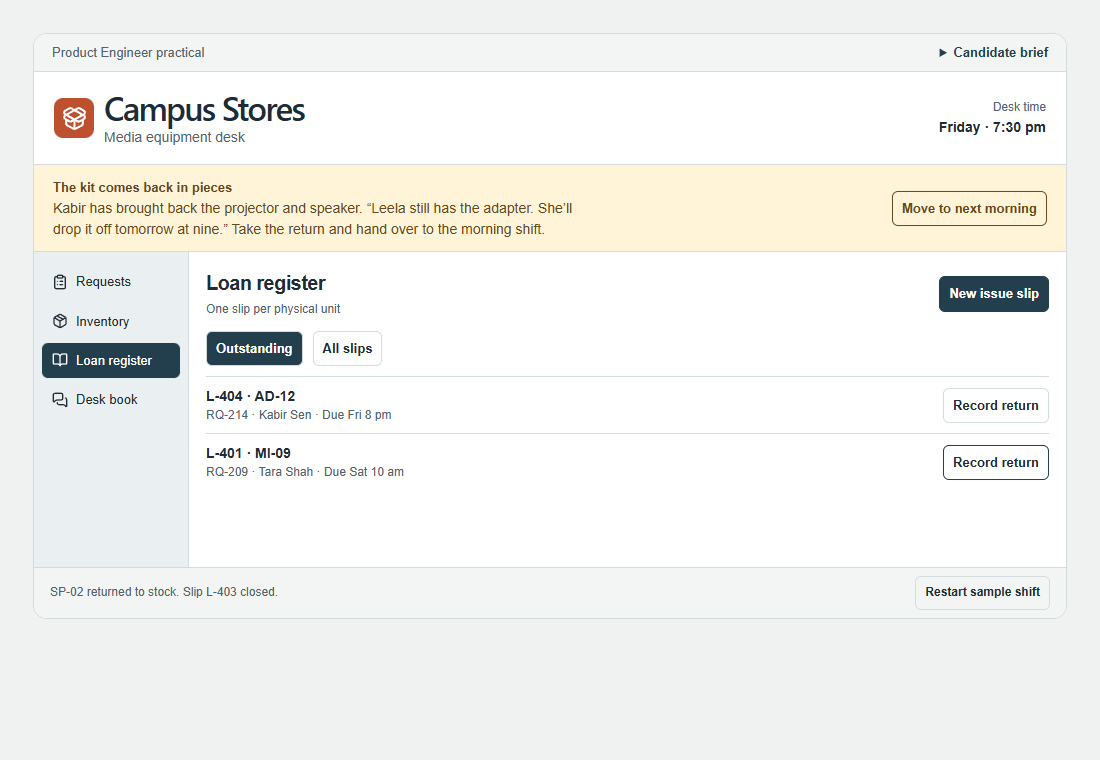 Product Engineer practical
▶ Candidate brief
Campus Stores
Media equipment desk
Desk time
Friday · 7:30 pm
The kit comes back in pieces
Kabir has brought back the projector and speaker. “Leela still has the adapter. She’ll
drop it off tomorrow at nine.” Take the return and hand over to the morning shift.
Move to next morning
Requests
Inventory
Loan register
Desk book
Loan register
One slip per physical unit
New issue slip
Outstanding
All slips
L-404 · AD-12
RQ-214 · Kabir Sen · Due Fri 8 pm
Record return
L-401 · MI-09
RQ-209 · Tara Shah · Due Sat 10 am
Record return
SP-02 returned to stock. Slip L-403 closed.
Restart sample shift